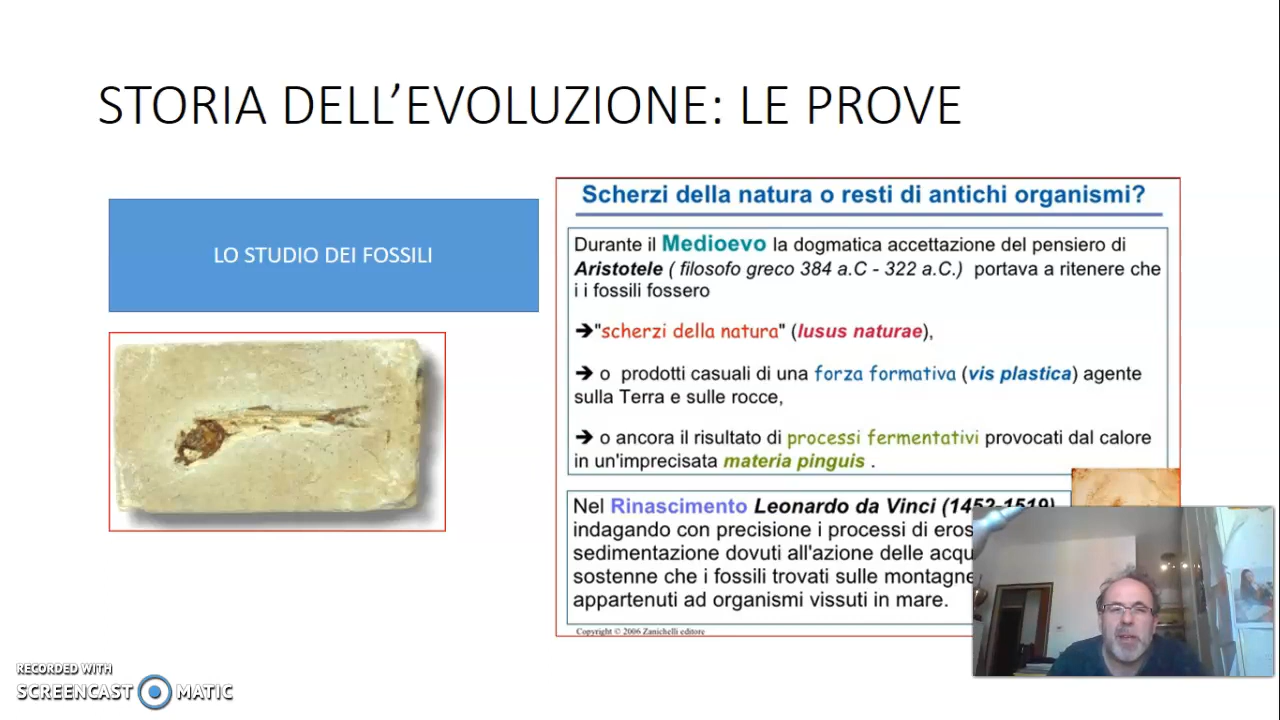 STORIA DELL’EVOLUZIONE: LE PROVE
LO STUDIO DEI FOSSILI
Scherzi della natura o resti di antichi organismi?
Durante il Medioevo la dogmatica accettazione del pensiero di
Aristotele ( filosofo greco 384 a.C - 322 a.C.) portava a ritenere che
i i fossili fossero
➔"scherzi della natura" (lusus naturae),
➔ o prodotti casuali di una forza formativa (vis plastica) agente
sulla Terra e sulle rocce,
➔ o ancora il risultato di processi fermentativi provocati dal calore
in un'imprecisata materia pinguis .
Nel Rinascimento Leonardo da Vinci (1452-1519)
indagando con precisione i processi di eros
sedimentazione dovuti all'azione delle acqu
sostenne che i fossili trovati sulle montagne
appartenuti ad organismi vissuti in mare.
Copyright © 2006 Zanichelli editore
RECORDED WITH
SCREENCAST MATIC